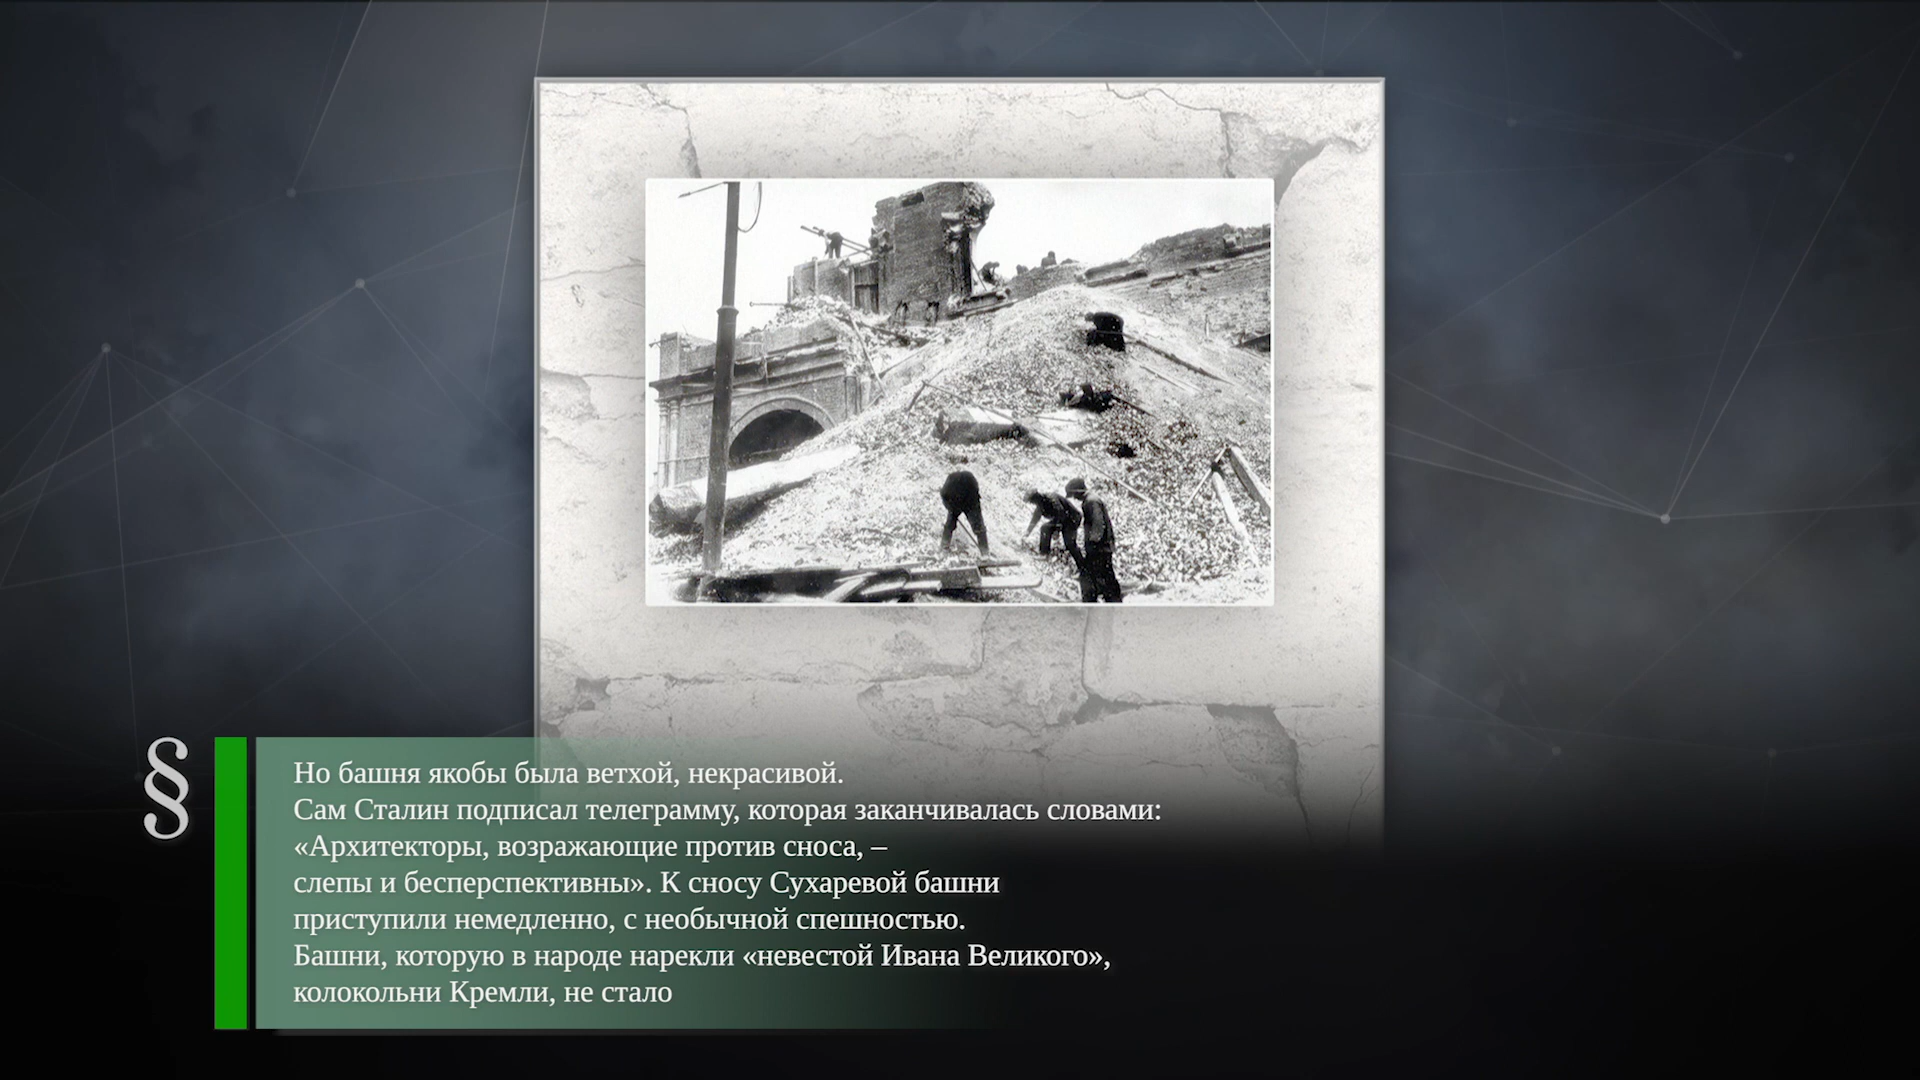 §
Но башня якобы была ветхой, некрасивой.
Сам Сталин подписал телеграмму, которая заканчивалась словами:
«Архитекторы, возражающие против сноса, –
слепы и бесперспективны». К сносу Сухаревой башни
приступили немедленно, с необычной спешностью.
Башни, которую в народе нарекли «невестой Ивана Великого»,
колокольни Кремли, не стало